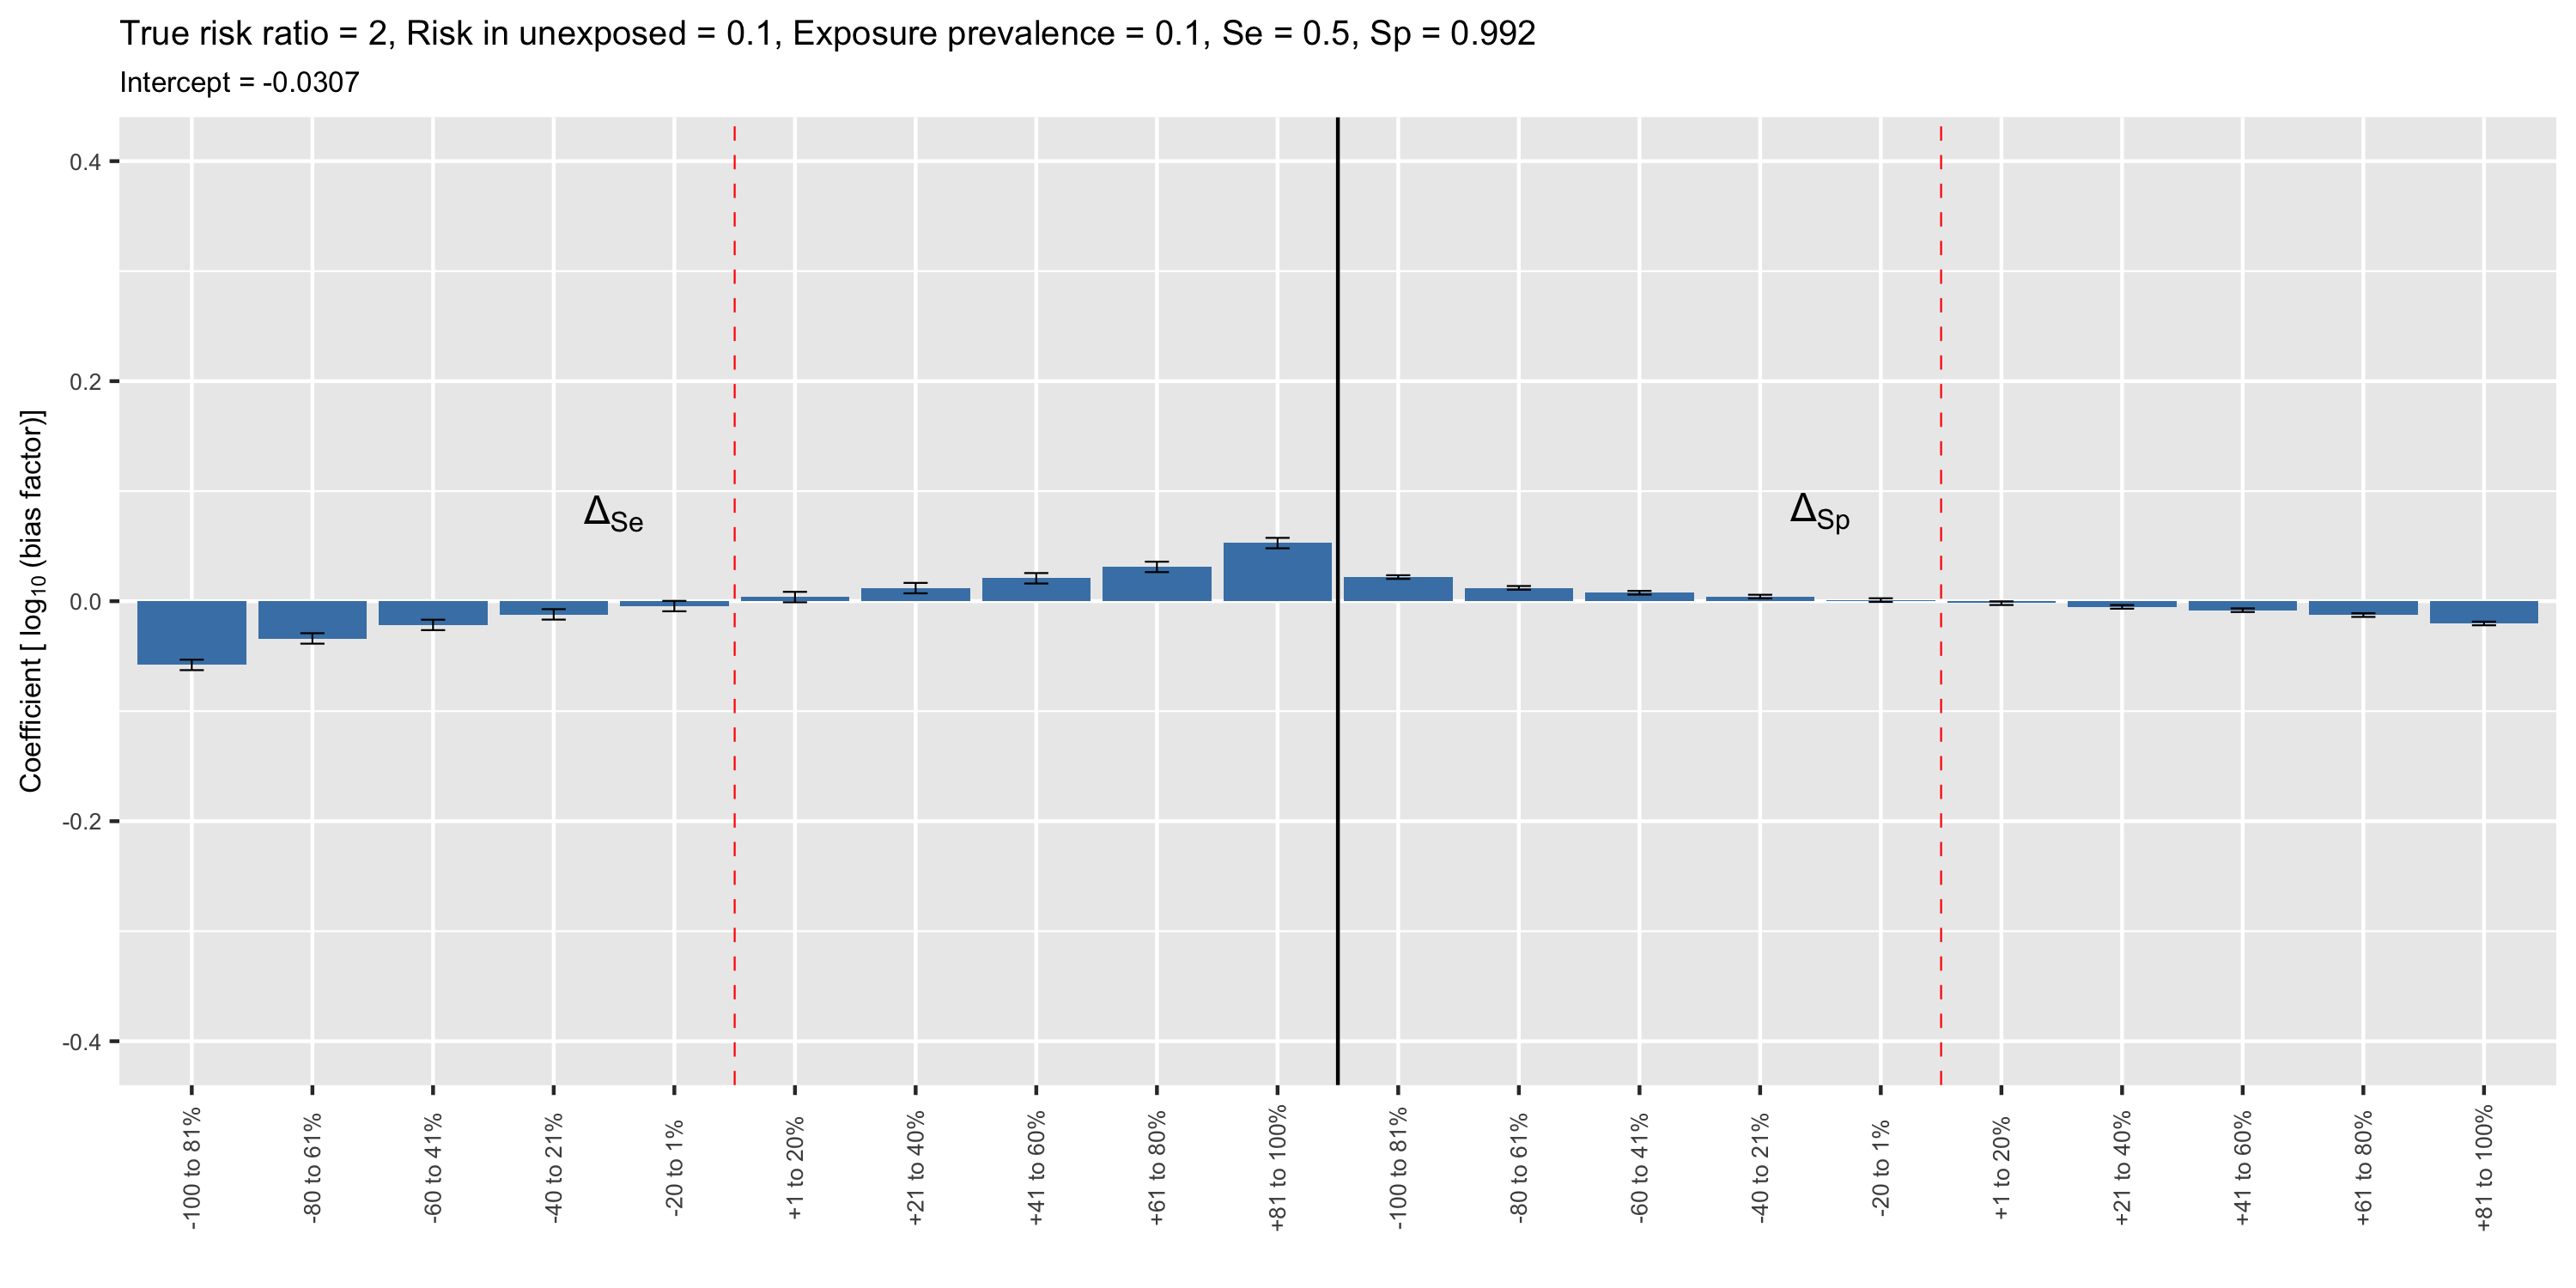 True risk ratio = 2, Risk in unexposed = 0.1, Exposure prevalence = 0.1, Se = 0.5, Sp = 0.992
Intercept = -0.0307
Coefficient [ log10 (bias factor)]
0.4
0.2
0.0
-0.2
-0.4
ΔSe
ΔSp
-100 to 81%
-80 to 61%
-60 to 41%
-40 to 21%
-20 to 1%
+1 to 20%
+21 to 40%
+41 to 60%
+61 to 80%
+81 to 100%
-100 to 81%
-80 to 61%
-60 to 41%
-40 to 21%
-20 to 1%
+1 to 20%
+21 to 40%
+41 to 60%
+61 to 80%
+81 to 100%